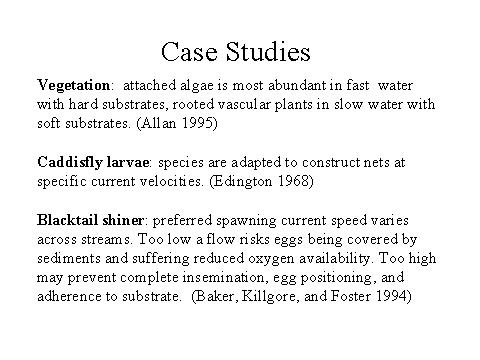 Case Studies
Vegetation: attached algae is most abundant in fast water
with hard substrates, rooted vascular plants in slow water with
soft substrates. (Allan 1995)
Caddisfly larvae: species are adapted to construct nets at
specific current velocities. (Edington 1968)
Blacktail shiner: preferred spawning current speed varies
across streams. Too low a flow risks eggs being covered by
sediments and suffering reduced oxygen availability. Too high
may prevent complete insemination, egg positioning, and
adherence to substrate. (Baker, Killgore, and Foster 1994)